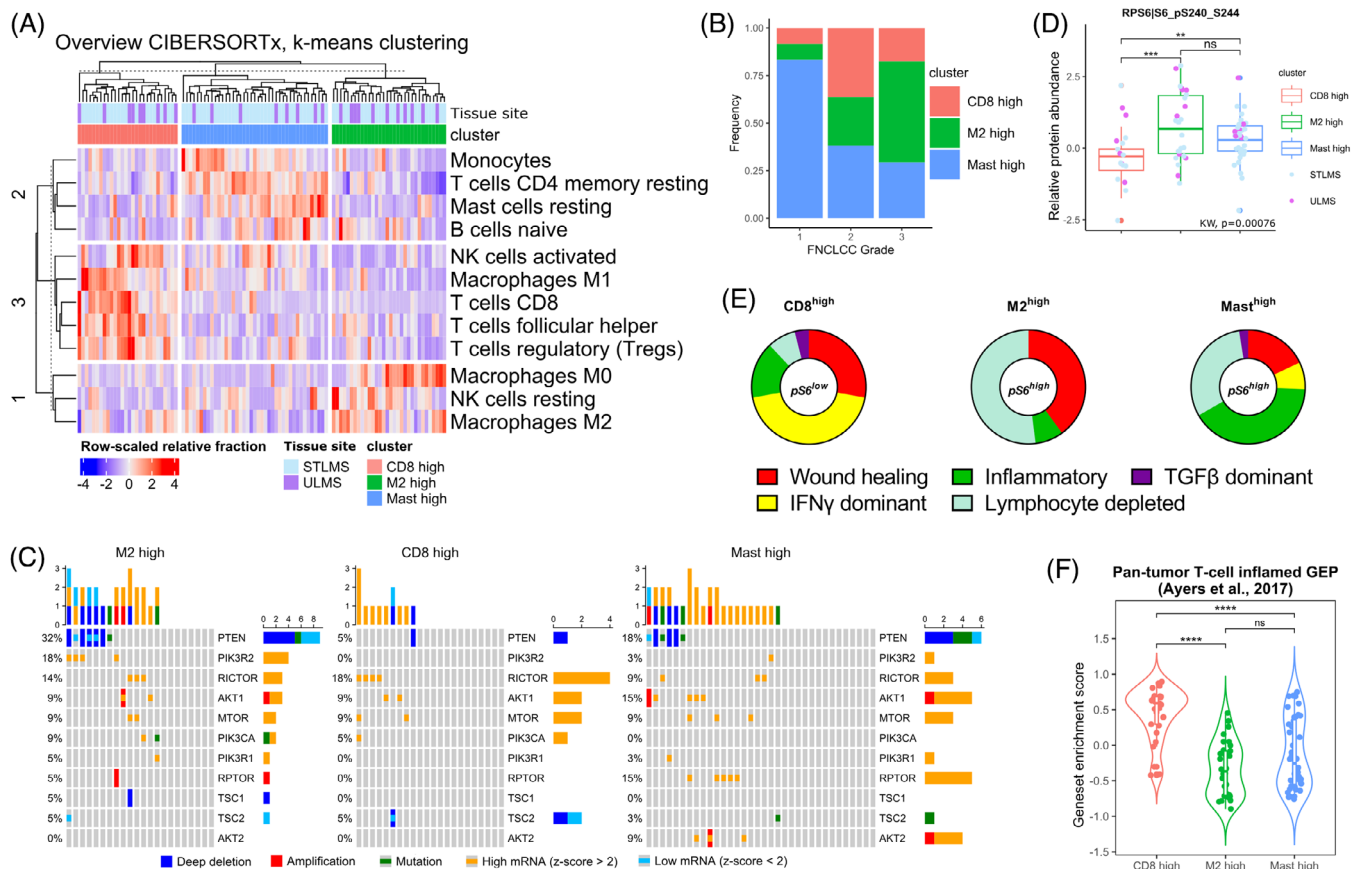 (A)
Overview CIBERSORTx, k-means clustering
Tissue site
cluster
2
Monocytes
T cells CD4 memory resting
Mast cells resting
B cells naive
3
NK cells activated
Macrophages M1
T cells CD8
T cells follicular helper
T cells regulatory (Tregs)
1
Macrophages M0
NK cells resting
Macrophages M2
Row-scaled relative fraction
-4 -2 0 2 4
Tissue site
STLMS
ULMS
cluster
CD8 high
M2 high
Mast high
(B)
Frequency
1.00
0.75
0.50
0.25
0.00
1 2 3
FNCLCC Grade
cluster
CD8 high
M2 high
Mast high
(D)
RPS6|S6_pS240_S244
Relative protein abundance
2.5
0.0
-2.5
**
***
ns
KW, p=0.00076
cluster
CD8 high
M2 high
Mast high
STLMS
ULMS
(E)
CD8high
M2high
Masthigh
pS6low
pS6high
pS6high
Wound healing
Inflammatory
TGFβ dominant
IFNγ dominant
Lymphocyte depleted
(C)
M2 high
3
2
1
0
0 2 4 6 8
32% PTEN
18% PIK3R2
14% RICTOR
9% AKT1
9% MTOR
9% PIK3CA
5% PIK3R1
5% RPTOR
5% TSC1
5% TSC2
0% AKT2
CD8 high
3
2
1
0
0 2 4
5% PTEN
0% PIK3R2
18% RICTOR
9% AKT1
9% MTOR
5% PIK3CA
0% PIK3R1
0% RPTOR
0% TSC1
5% TSC2
0% AKT2
Mast high
3
2
1
0
0 2 4 6
18% PTEN
3% PIK3R2
9% RICTOR
15% AKT1
9% MTOR
0% PIK3CA
3% PIK3R1
15% RPTOR
0% TSC1
3% TSC2
9% AKT2
Deep deletion
Amplification
Mutation
High mRNA (z-score > 2)
Low mRNA (z-score < 2)
(F)
Pan-tumor T-cell inflamed GEP
(Ayers et al., 2017)
Geneset enrichment score
1.5
1.0
0.5
0.0
-0.5
-1.0
-1.5
****
****
ns
CD8 high
M2 high
Mast high